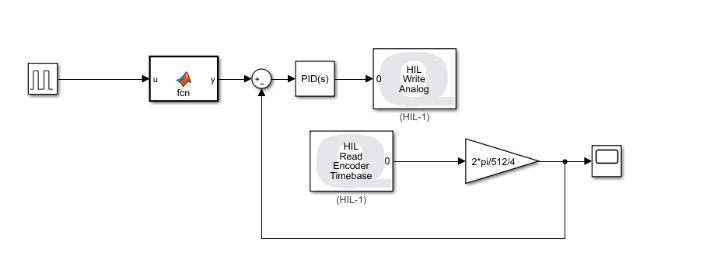 u
fcn
y
+
-
PID(s)
0
HIL
Write
Analog
(HIL-1)
HIL
Read
Encoder
Timebase
0
(HIL-1)
2*pi/512/4